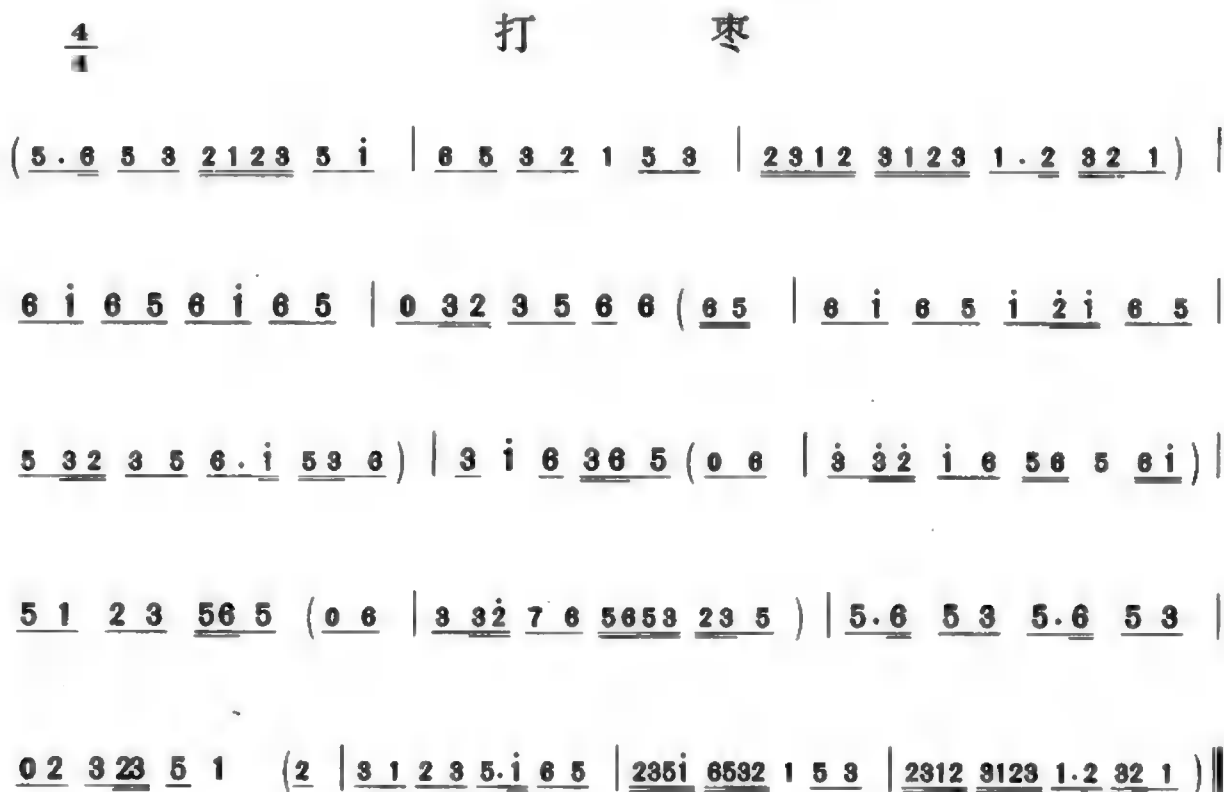 4/4 打 枣
(5.6 5 3 2123 5 i̇ | 6 5 3 2 1 5 3 | 2312 3123 1.2 32 1) |
6 i̇ 6 5 6 i̇ 6 5 | 0 32 3 5 6 6 (65 | 6 i̇ 6 5 i̇ 2̇i̇ 6 5 |
5 32 3 5 6.i̇ 53 6) | 3 i̇ 6 36 5 (0 6 | 3̇ 3̇2̇ i̇ 6 56 5 6i̇) |
5 1 2 3 56 5 (0 6 | 3 32̇ 7 6 5653 23 5 ) | 5.6 5 3 5.6 5 3 |
0 2 3 23 5 1 (2 | 3 1 2 3 5.i̇ 6 5 | 235i̇ 6532 1 5 3 | 2312 3123 1.2 32 1 ) ‖